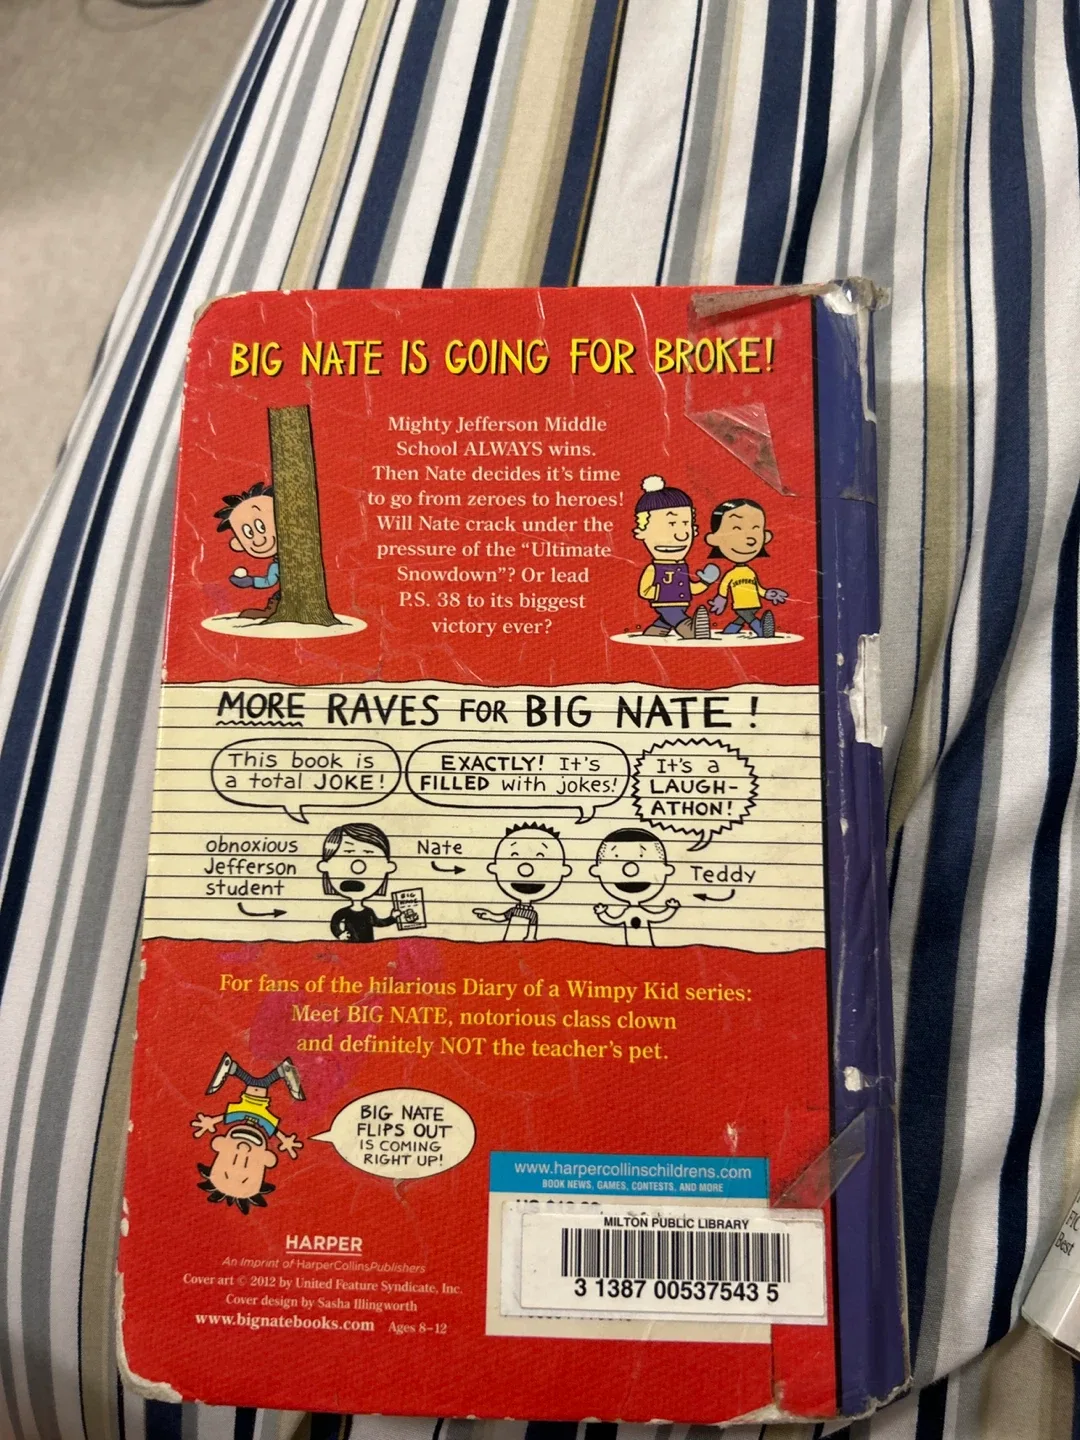 BIG NATE IS GOING FOR BROKE!
Mighty Jefferson Middle
School ALWAYS wins.
Then Nate decides it's time
to go from zeroes to heroes!
Will Nate crack under the
pressure of the “Ultimate
Snowdown”? Or lead
P.S. 38 to its biggest
victory ever?
J
MORE RAVES FOR BIG NATE!
This book is
a total JOKE!
EXACTLY! It's
FILLED with jokes!
It's a
LAUGH-
ATHON!
obnoxious
Jefferson
student
Nate
Teddy
BIG
For fans of the hilarious Diary of a Wimpy Kid series:
Meet BIG NATE, notorious class clown
and definitely NOT the teacher's pet.
BIG NATE
FLIPS OUT
IS COMING
RIGHT UP!
www.harpercollinschildrens.com
BOOK NEWS, GAMES, CONTESTS, AND MORE
MILTON PUBLIC LIBRARY
3 1387 00537543 5
HARPER
An Imprint of HarperCollinsPublishers
Cover art © 2012 by United Feature Syndicate, Inc.
Cover design by Sasha Illingworth
www.bignatebooks.com Ages 8–12
FIC
Best